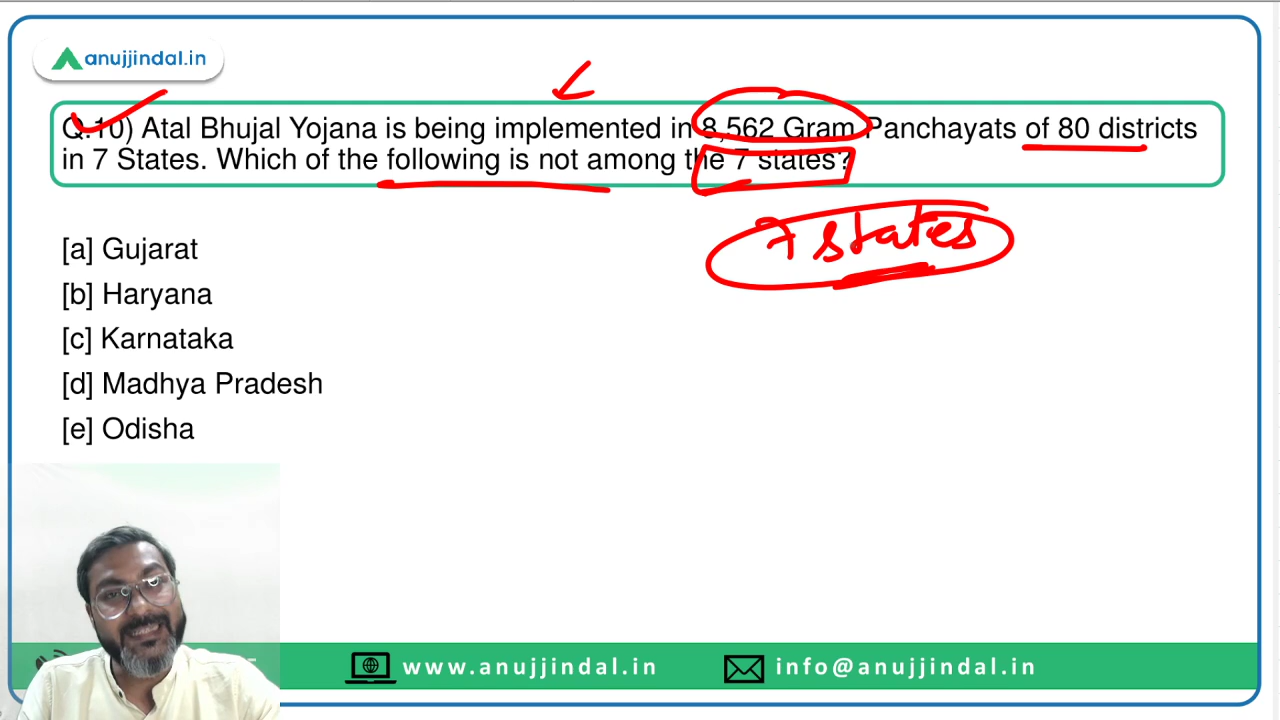 anujjindal.in
Q.10) Atal Bhujal Yojana is being implemented in 8,562 Gram Panchayats of 80 districts
in 7 States. Which of the following is not among the 7 states?
7 states
[a] Gujarat
[b] Haryana
[c] Karnataka
[d] Madhya Pradesh
[e] Odisha
www.anujjindal.in
info@anujjindal.in